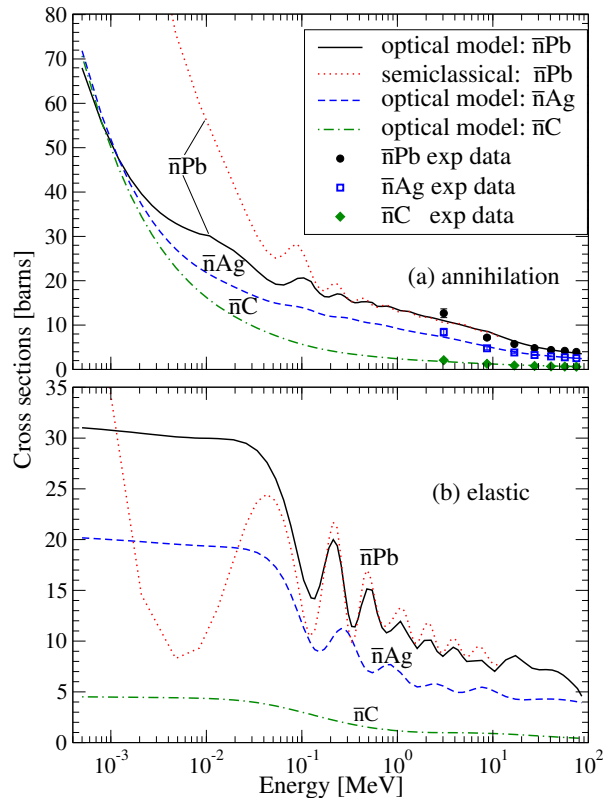 80
70
60
50
40
30
20
10
0
optical model: n̅Pb
semiclassical: n̅Pb
optical model: n̅Ag
optical model: n̅C
n̅Pb exp data
n̅Ag exp data
n̅C exp data
n̅Pb
n̅Ag
n̅C
(a) annihilation
Cross sections [barns]
35
30
25
20
15
10
5
0
(b) elastic
n̅Pb
n̅Ag
n̅C
10⁻³ 10⁻² 10⁻¹ 10⁰ 10¹ 10²
Energy [MeV]